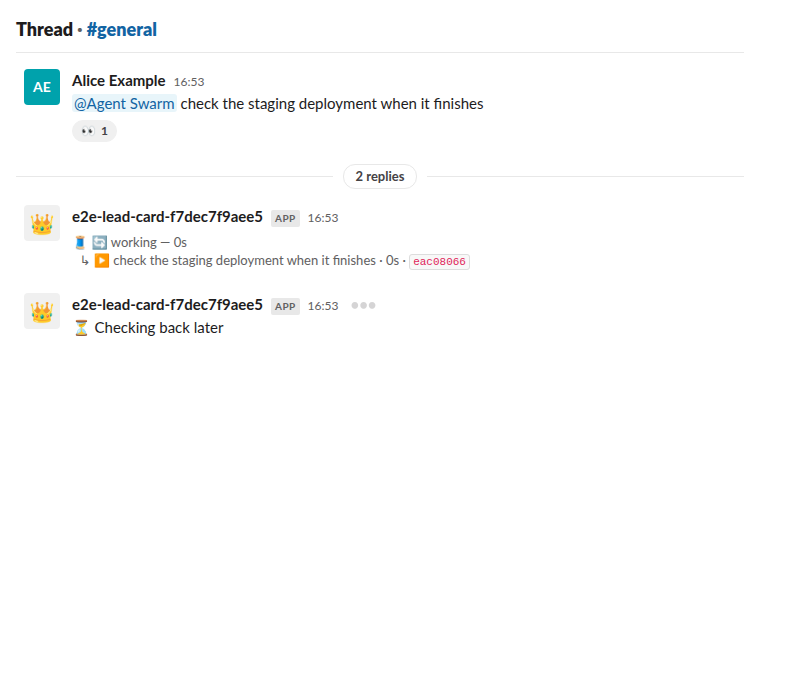 Thread • #general
AE
Alice Example 16:53
@Agent Swarm check the staging deployment when it finishes
👀 1
2 replies
e2e-lead-card-f7dec7f9aee5 APP 16:53
🧵 🔄 working — 0s
↳ ▶️ check the staging deployment when it finishes · 0s · eac08066
e2e-lead-card-f7dec7f9aee5 APP 16:53
⏳ Checking back later